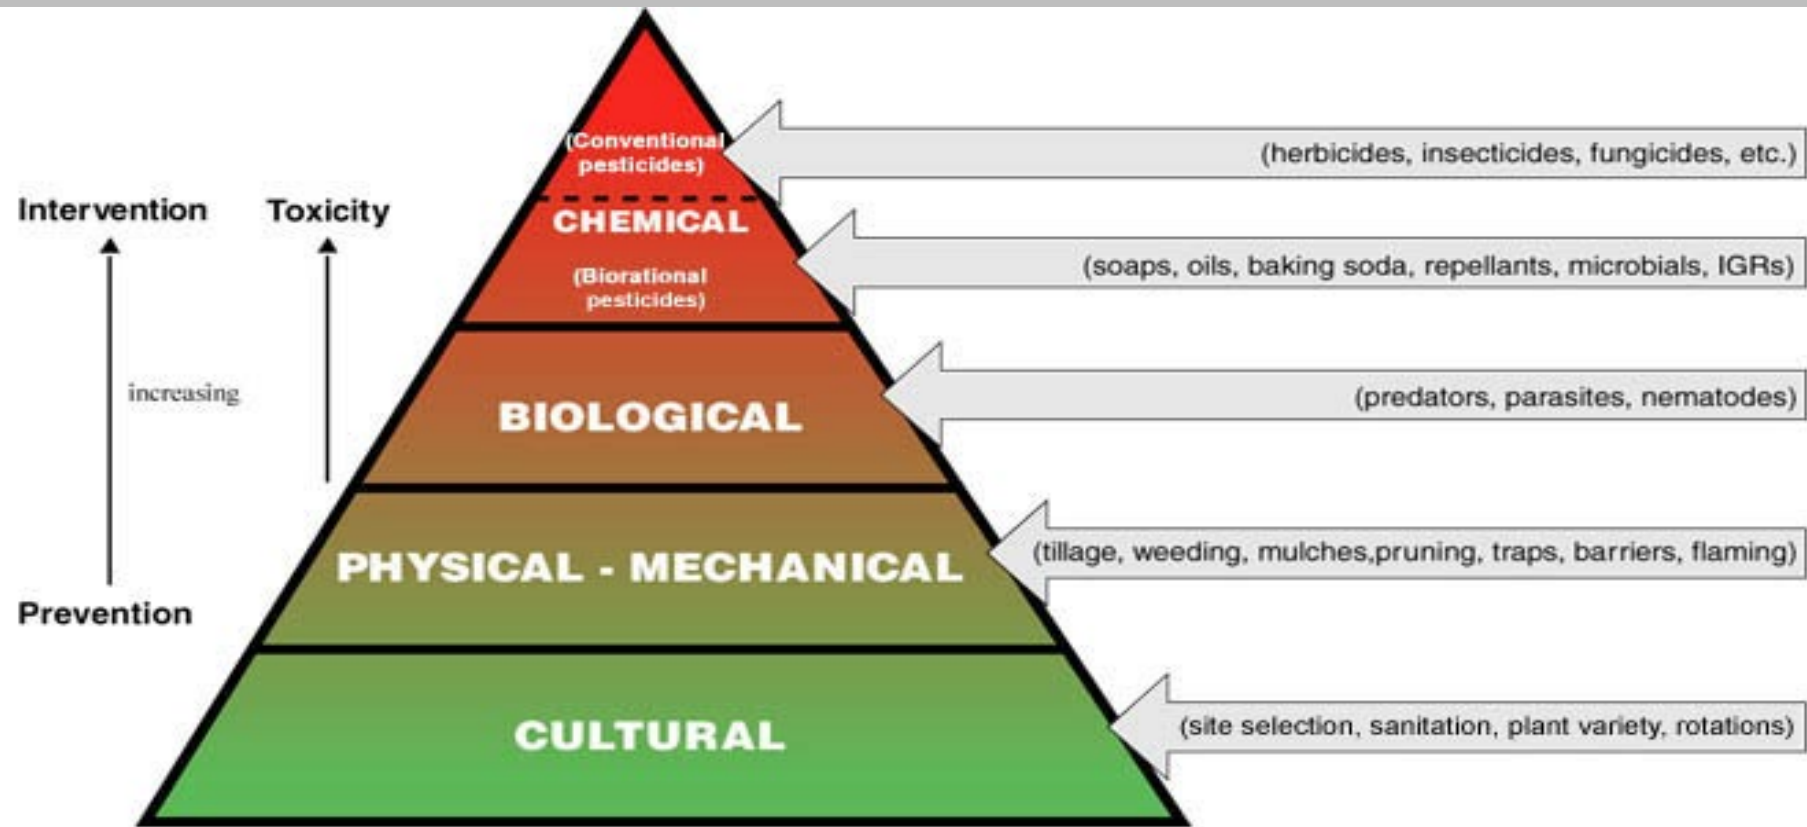 (Conventional
pesticides)
(herbicides, insecticides, fungicides, etc.)
Intervention
Toxicity
CHEMICAL
(Biorational
pesticides)
(soaps, oils, baking soda, repellants, microbials, IGRs)
increasing
BIOLOGICAL
(predators, parasites, nematodes)
PHYSICAL - MECHANICAL
(tillage, weeding, mulches,pruning, traps, barriers, flaming)
Prevention
CULTURAL
(site selection, sanitation, plant variety, rotations)